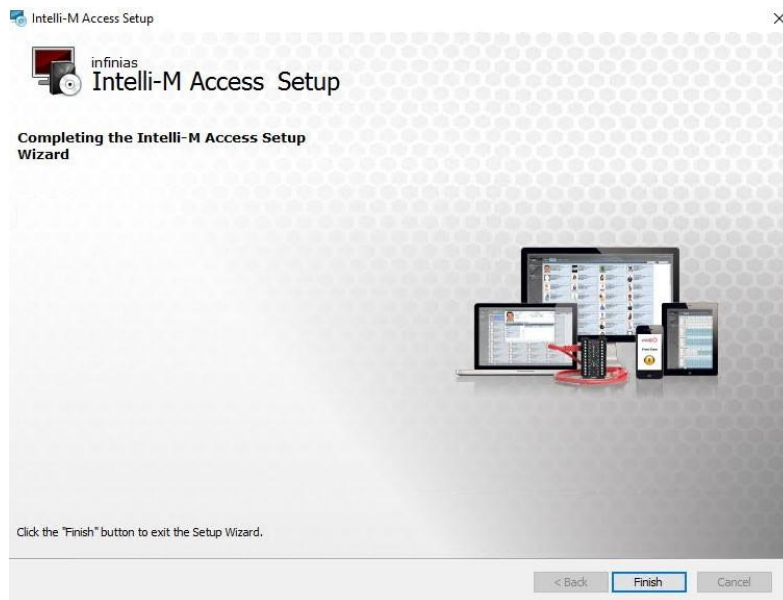 Intelli-M Access Setup
infinias
Intelli-M Access Setup
Completing the Intelli-M Access Setup
Wizard
Click the "Finish" button to exit the Setup Wizard.
< Back
Finish
Cancel